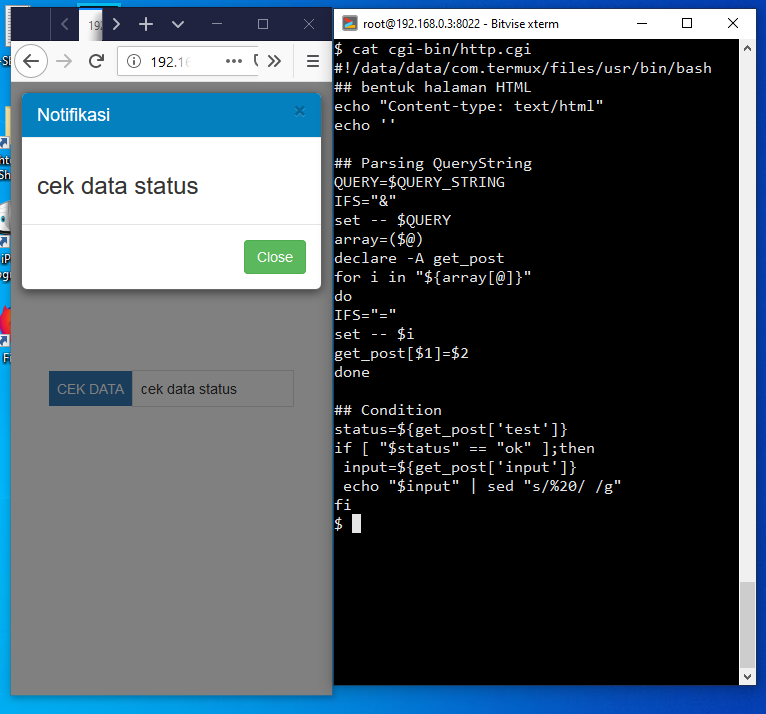 192
192.16
Notifikasi
×
cek data status
Close
CEK DATA
cek data status
root@192.168.0.3:8022 - Bitvise xterm
$ cat cgi-bin/http.cgi
#!/data/data/com.termux/files/usr/bin/bash
## bentuk halaman HTML
echo "Content-type: text/html"
echo ''
## Parsing QueryString
QUERY=$QUERY_STRING
IFS="&"
set -- $QUERY
array=($@)
declare -A get_post
for i in "${array[@]}"
do
IFS="="
set -- $i
get_post[$1]=$2
done
## Condition
status=${get_post['test']}
if [ "$status" == "ok" ];then
input=${get_post['input']}
echo "$input" | sed "s/%20/ /g"
fi
$